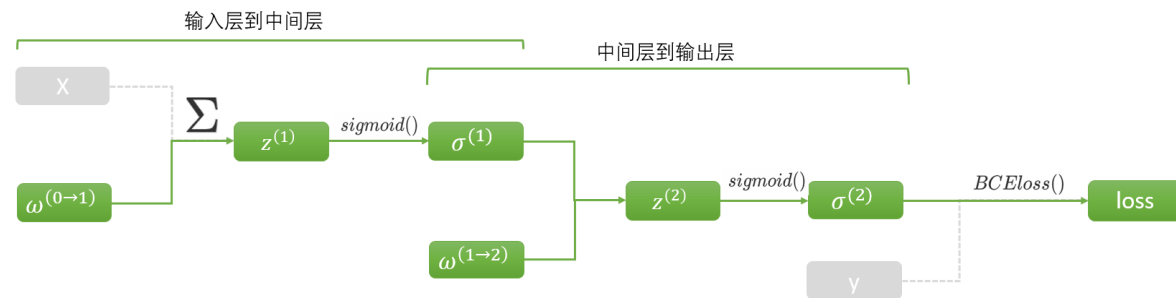 输入层到中间层
中间层到输出层
X
∑
z⁽¹⁾
sigmoid()
σ⁽¹⁾
ω⁽⁰→¹⁾
z⁽²⁾
sigmoid()
σ⁽²⁾
BCEloss()
loss
ω⁽¹→²⁾
y